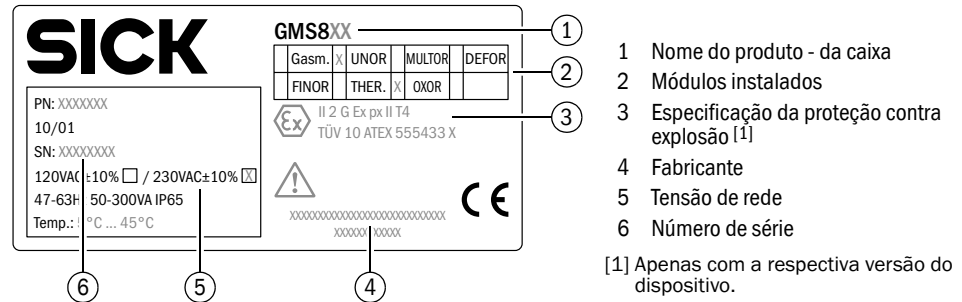 SICK
GMS8XX
Gasm. X UNOR MULTOR DEFOR
FINOR THER. X OXOR
PN: XXXXXXX
10/01
SN: XXXXXXXX
120VAC±10% / 230VAC±10% X
47-63H 50-300VA IP65
Temp.: °C ... 45°C
Ex II 2 G Ex px II T4
TÜV 10 ATEX 555433 X
XXXXXXXXXXXXXXXXXXXXXXXXXXXX
XXXXXX XXXXX
CE
1
2
3
4
5
6
1 Nome do produto - da caixa
2 Módulos instalados
3 Especificação da proteção contra
explosão [1]
4 Fabricante
5 Tensão de rede
6 Número de série
[1] Apenas com a respectiva versão do
dispositivo.